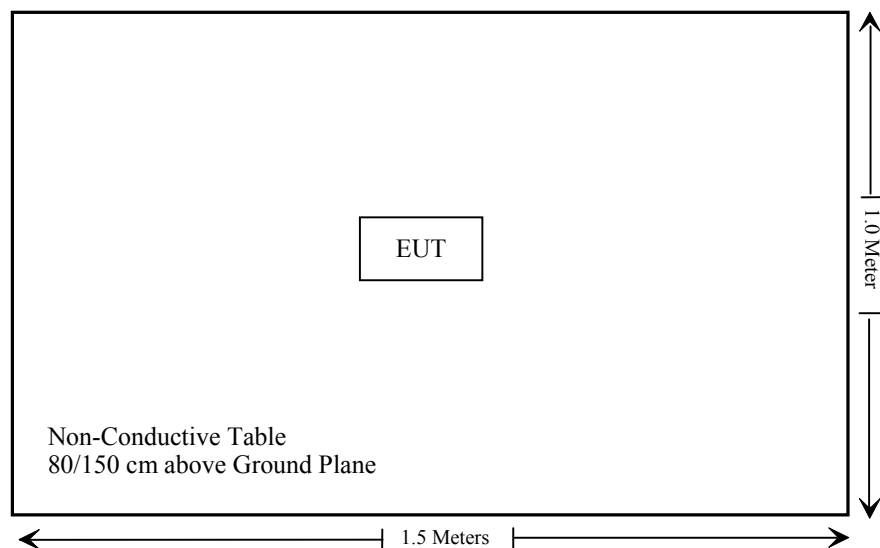 EUT
1.0 Meter
Non-Conductive Table
80/150 cm above Ground Plane
1.5 Meters